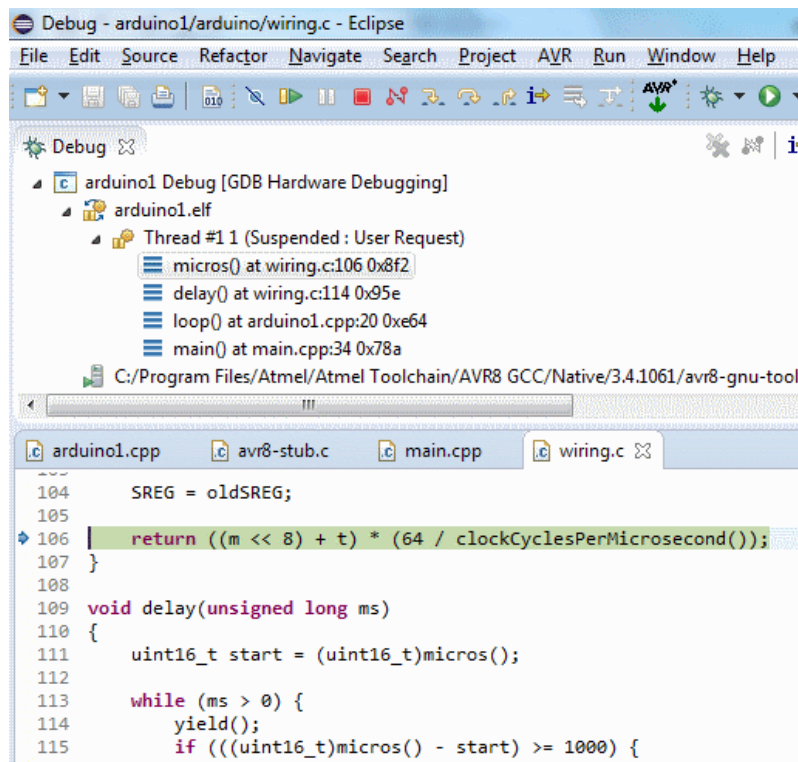 Debug - arduino1/arduino/wiring.c - Eclipse
File Edit Source Refactor Navigate Search Project AVR Run Window Help
010 i AVR
Debug i
arduino1 Debug [GDB Hardware Debugging]
arduino1.elf
Thread #1 1 (Suspended : User Request)
micros() at wiring.c:106 0x8f2
delay() at wiring.c:114 0x95e
loop() at arduino1.cpp:20 0xe64
main() at main.cpp:34 0x78a
C:/Program Files/Atmel/Atmel Toolchain/AVR8 GCC/Native/3.4.1061/avr8-gnu-tool
arduino1.cpp avr8-stub.c main.cpp wiring.c
104 SREG = oldSREG;
105
106 return ((m << 8) + t) * (64 / clockCyclesPerMicrosecond());
107 }
108
109 void delay(unsigned long ms)
110 {
111 uint16_t start = (uint16_t)micros();
112
113 while (ms > 0) {
114 yield();
115 if (((uint16_t)micros() - start) >= 1000) {